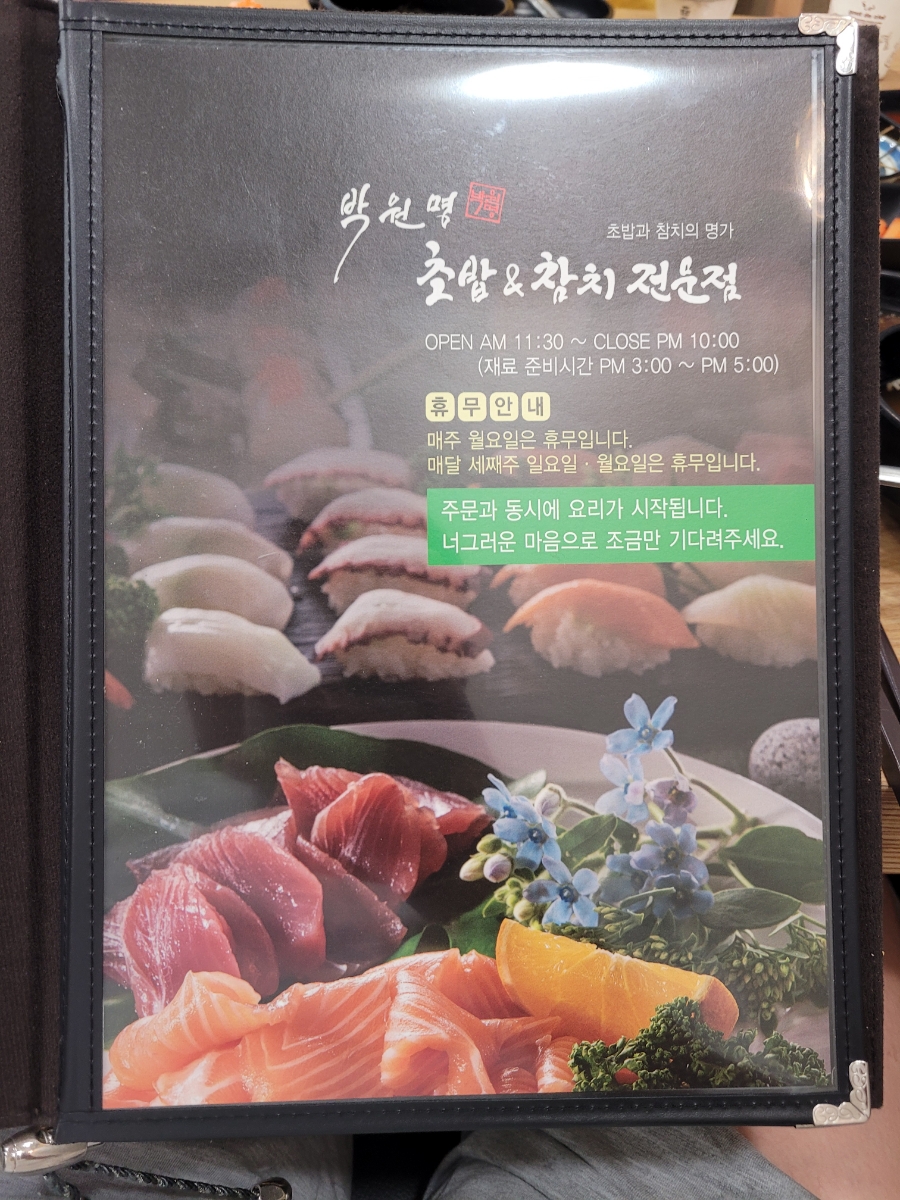 박원명
초밥과 참치의 명가
초밥 & 참치 전문점
OPEN AM 11:30 ~ CLOSE PM 10:00
(재료 준비시간 PM 3:00 ~ PM 5:00)
휴무안내
매주 월요일은 휴무입니다.
매달 세째주 일요일 · 월요일은 휴무입니다.
주문과 동시에 요리가 시작됩니다.
너그러운 마음으로 조금만 기다려주세요.